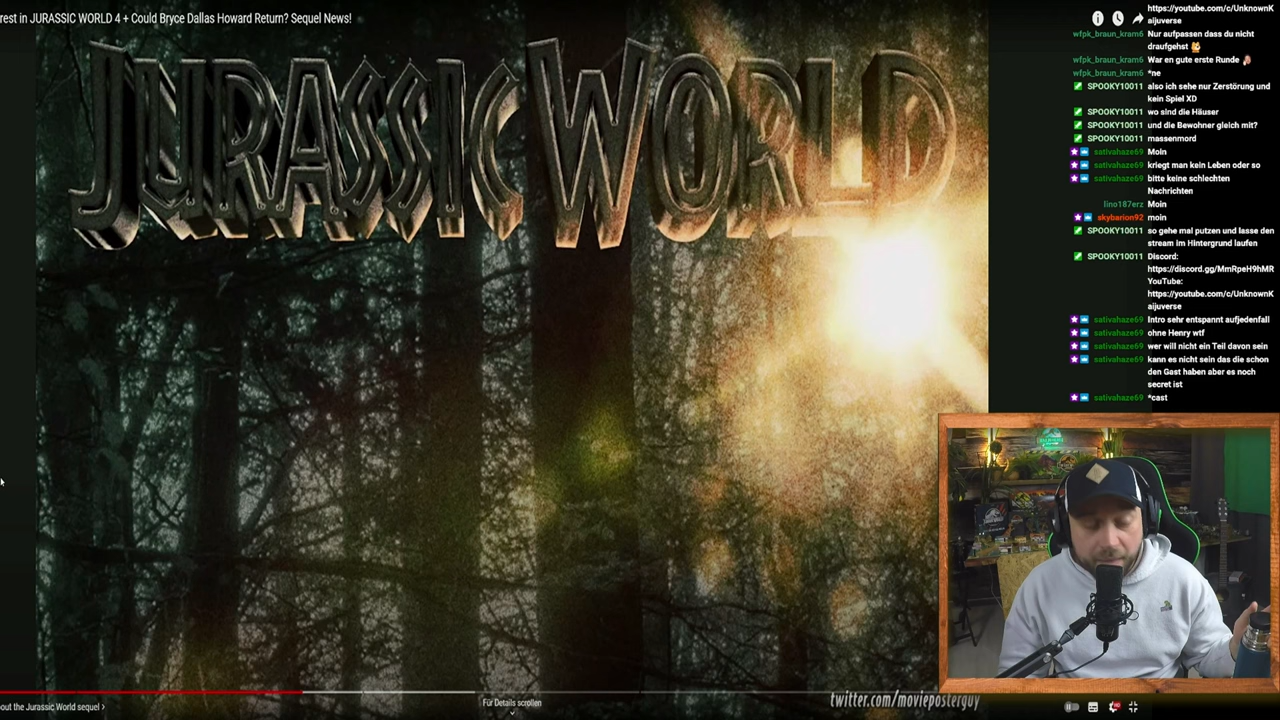 rest in JURASSIC WORLD 4 + Could Bryce Dallas Howard Return? Sequel News!
JURASSIC WORLD
https://youtube.com/c/UnknownK
aijuverse
wfpk_braun_kram6 Nur aufpassen dass du nicht
draufgehst
wfpk_braun_kram6 War en gute erste Runde
wfpk_braun_kram6 *ne
SPOOKY10011 also ich sehe nur Zerstörung und
kein Spiel XD
SPOOKY10011 wo sind die Häuser
SPOOKY10011 und die Bewohner gleich mit?
SPOOKY10011 massenmord
sativahaze69 Moin
sativahaze69 kriegt man kein Leben oder so
sativahaze69 bitte keine schlechten
Nachrichten
lino187erz Moin
skybarion92 moin
SPOOKY10011 so gehe mal putzen und lasse den
stream im Hintergrund laufen
SPOOKY10011 Discord:
https://discord.gg/MmRpeH9hMR
YouTube:
https://youtube.com/c/UnknownK
aijuverse
sativahaze69 Intro sehr entspannt aufjedenfall
sativahaze69 ohne Henry wtf
sativahaze69 wer will nicht ein Teil davon sein
sativahaze69 kann es nicht sein das die schon
den Gast haben aber es noch
secret ist
sativahaze69 *cast
out the Jurassic World sequel
Für Details scrollen
twitter.com/movieposterguy